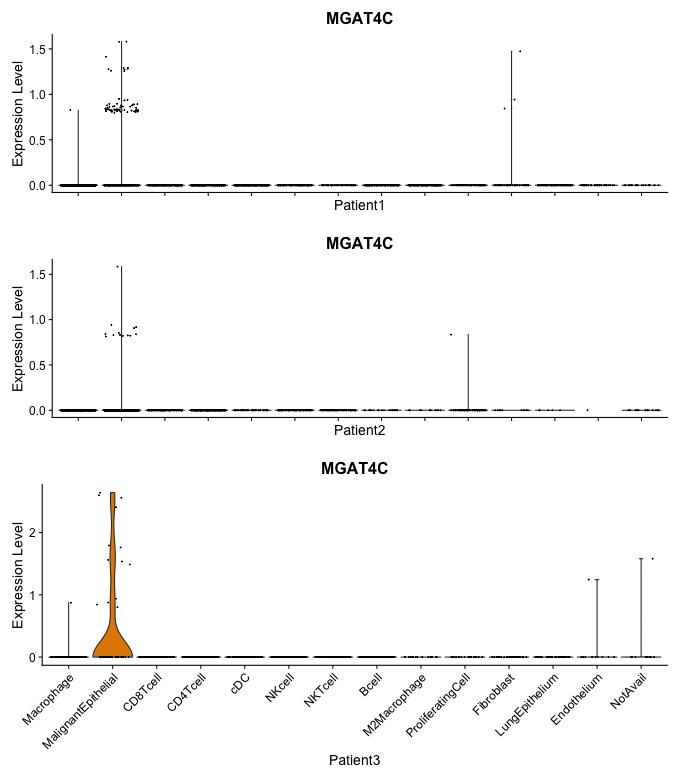 MGAT4C
Expression Level
1.5
1.0
0.5
0.0
Patient1
MGAT4C
Expression Level
1.5
1.0
0.5
0.0
Patient2
MGAT4C
Expression Level
2
1
0
Macrophage
MalignantEpithelial
CD8Tcell
CD4Tcell
cDC
NKcell
NKTcell
Bcell
M2Macrophage
ProliferatingCell
Fibroblast
LungEpithelium
Endothelium
NotAvail
Patient3